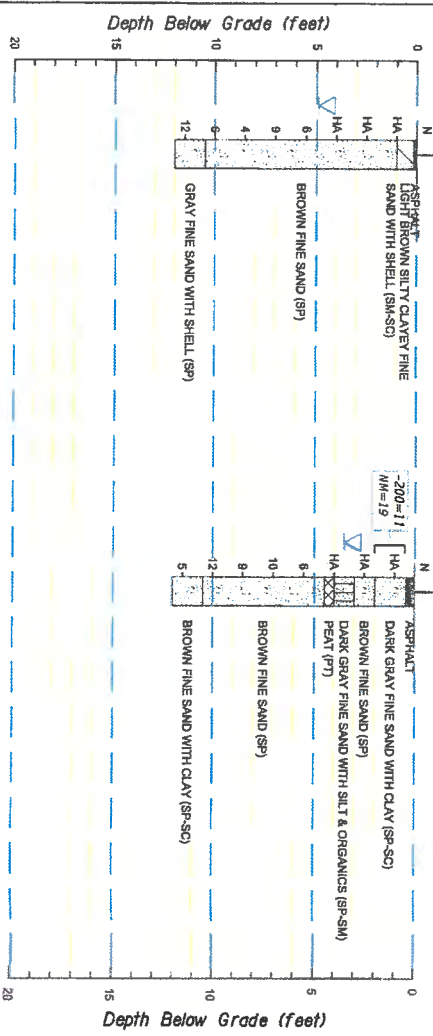 Depth Below Grade (feet)
20
15
10
5
0
N
HA
HA
HA
6
9
4
6
12
ASPHALT
LIGHT BROWN SILTY CLAYEY FINE
SAND WITH SHELL (SM-SC)
BROWN FINE SAND (SP)
GRAY FINE SAND WITH SHELL (SP)
-200=11
NM=19
N
HA
HA
HA
6
10
9
12
5
ASPHALT
DARK GRAY FINE SAND WITH CLAY (SP-SC)
BROWN FINE SAND (SP)
DARK GRAY FINE SAND WITH SILT & ORGANICS (SP-SM)
PEAT (PT)
BROWN FINE SAND (SP)
BROWN FINE SAND WITH CLAY (SP-SC)
0
5
10
15
20
Depth Below Grade (feet)